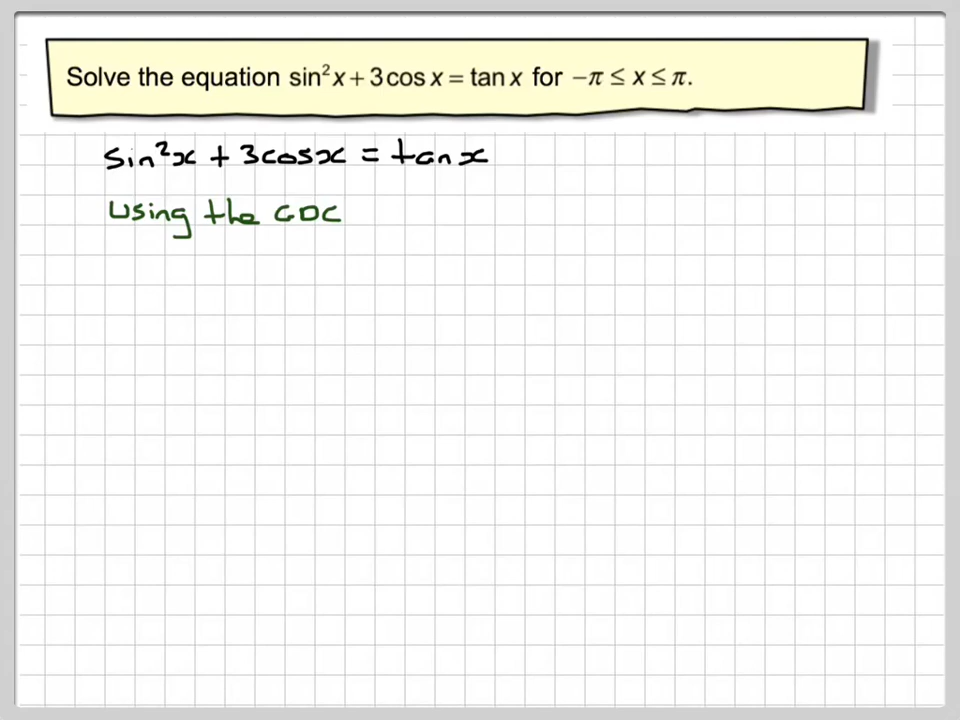 Solve the equation sin²x + 3cos x = tan x for −π ≤ x ≤ π.
sin²x + 3cosx = tanx
Using the GDC